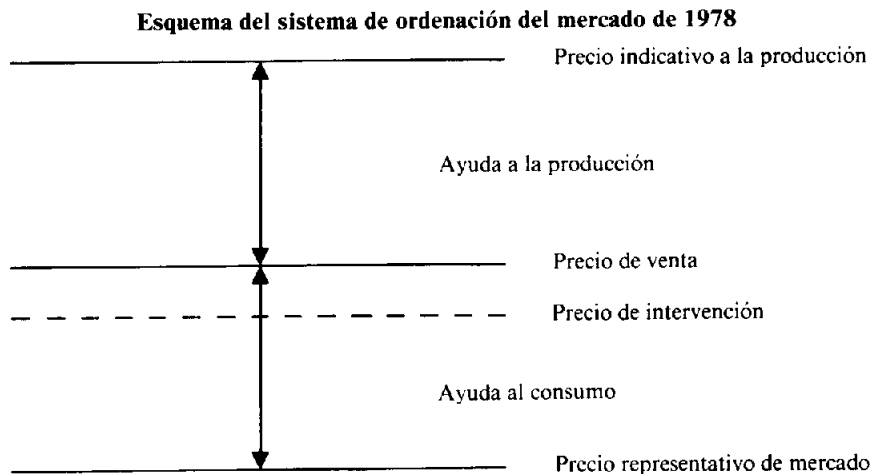 Esquema del sistema de ordenación del mercado de 1978
Precio indicativo a la producción
Ayuda a la producción
Precio de venta
Precio de intervención
Ayuda al consumo
Precio representativo de mercado